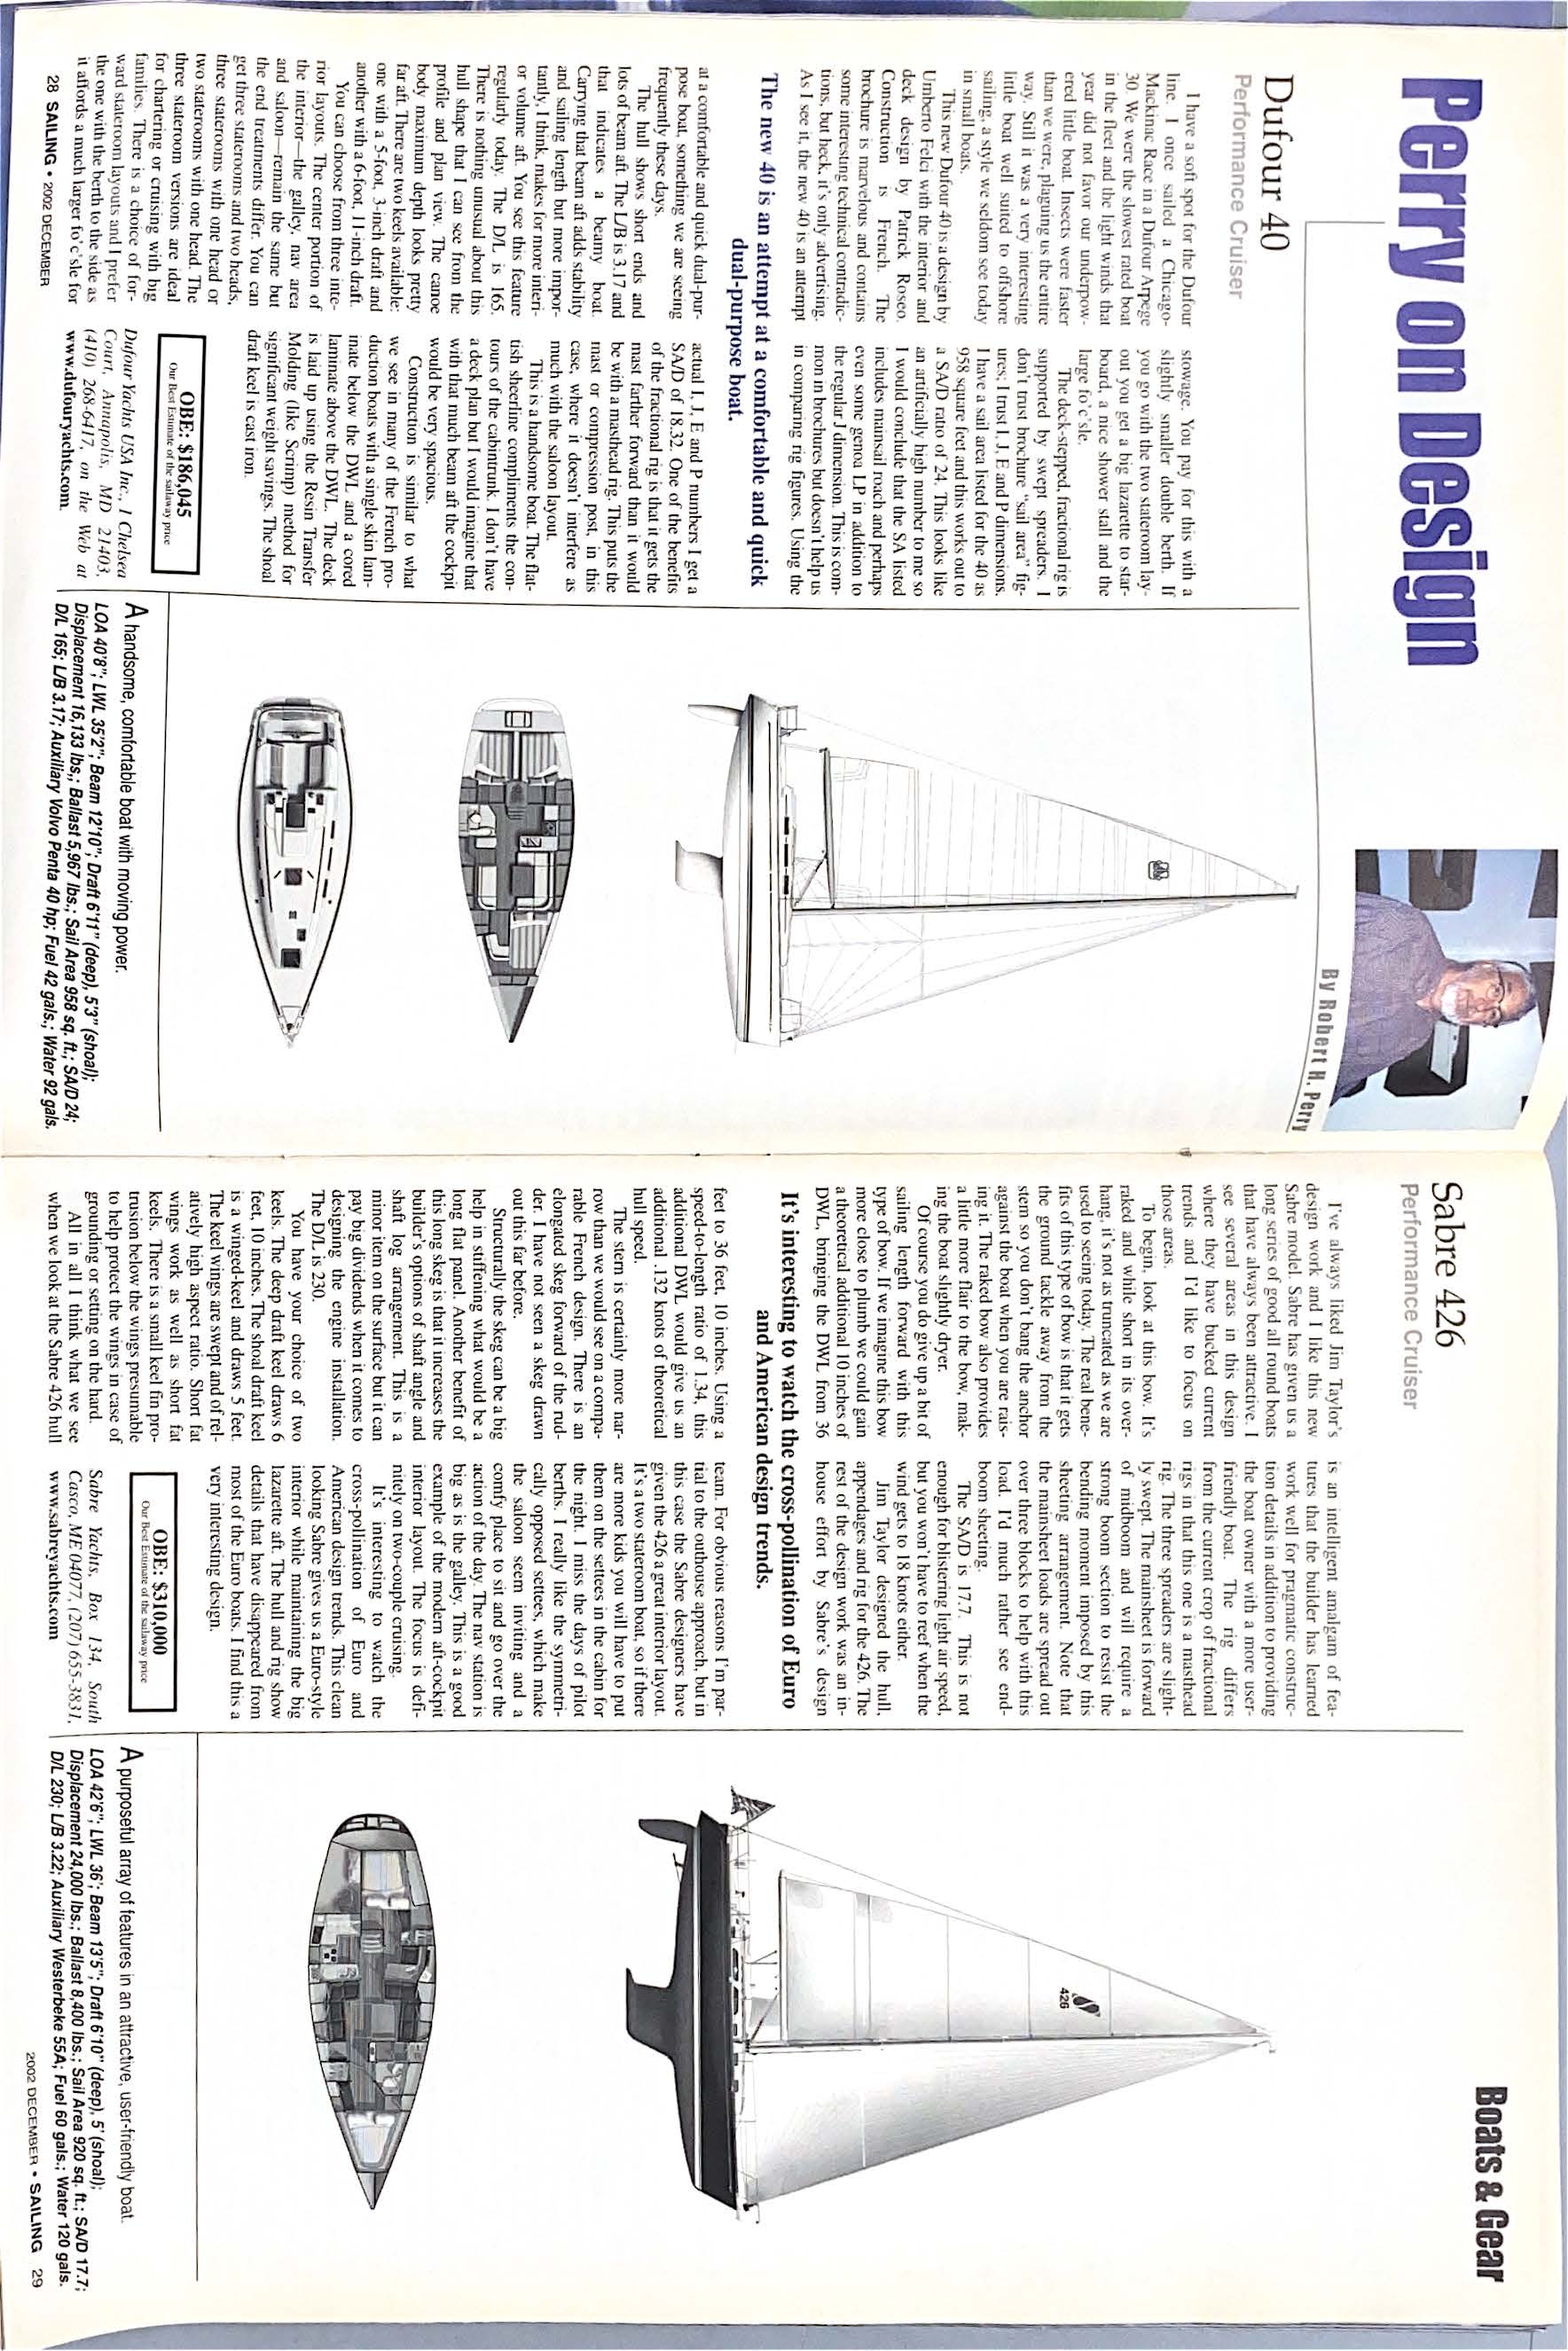 Perry on Design
By Robert H. Perry
Dufour 40
Performance Cruiser
I have a soft spot for the Dufour
line. I once sailed a Chicago-
Mackinac Race in a Dufour Arpege
30. We were the slowest rated boat
in the fleet and the light winds that
year did not favor our underpow-
ered little boat. Insects were faster
than we were, plaguing us the entire
way. Still it was a very interesting
little boat well suited to offshore
sailing, a style we seldom see today
in small boats.
This new Dufour 40 is a design by
Umberto Felci with the interior and
deck design by Patrick Roseo.
Construction is French. The
brochure is marvelous and contains
some interesting technical contradic-
tions, but heck, it's only advertising.
As I see it, the new 40 is an attempt
The new 40 is an attempt at a comfortable and quick
dual-purpose boat.
at a comfortable and quick dual-pur-
pose boat, something we are seeing
frequently these days.
The hull shows short ends and
lots of beam aft. The L/B is 3.17 and
that indicates a beamy boat.
Carrying that beam aft adds stability
and sailing length but more impor-
tantly, I think, makes for more interi-
or volume aft. You see this feature
regularly today. The D/L is 165.
There is nothing unusual about this
hull shape that I can see from the
profile and plan view. The canoe
body maximum depth looks pretty
far aft. There are two keels available:
one with a 5-foot, 3-inch draft and
another with a 6-foot, 11-inch draft.
You can choose from three inte-
rior layouts. The center portion of
the interior—the galley, nav area
and saloon—remain the same but
the end treatments differ. You can
get three staterooms and two heads,
three staterooms with one head or
two staterooms with one head. The
three stateroom versions are ideal
for chartering or cruising with big
families. There is a choice of for-
ward stateroom layouts and I prefer
the one with the berth to the side as
it affords a much larger fo'c'sle for
stowage. You pay for this with a
slightly smaller double berth. If
you go with the two stateroom lay-
out you get a big lazarette to star-
board, a nice shower stall and the
large fo'c'sle.
The deck-stepped, fractional rig is
supported by swept spreaders. I
don't trust brochure "sail area" fig-
ures; I trust I, J, E and P dimensions.
I have a sail area listed for the 40 as
958 square feet and this works out to
a SA/D ratio of 24. This looks like
an artificially high number to me so
I would conclude that the SA listed
includes mainsail roach and perhaps
even some genoa LP in addition to
the regular J dimension. This is com-
mon in brochures but doesn't help us
in comparing rig figures. Using the
actual I, J, E and P numbers I get a
SA/D of 18.32. One of the benefits
of the fractional rig is that it gets the
mast farther forward than it would
be with a masthead rig. This puts the
mast or compression post, in this
case, where it doesn't interfere as
much with the saloon layout.
This is a handsome boat. The flat-
tish sheerline compliments the con-
tours of the cabintrunk. I don't have
a deck plan but I would imagine that
with that much beam aft the cockpit
would be very spacious.
Construction is similar to what
we see in many of the French pro-
duction boats with a single skin lam-
inate below the DWL and a cored
laminate above the DWL. The deck
is laid up using the Resin Transfer
Molding (like Scrimp) method for
significant weight savings. The shoal
draft keel is cast iron.
OBE: $186,045
Our Best Estimate of the sailaway price
Dufour Yachts USA Inc., 1 Chelsea
Court, Annapolis, MD 21403,
(410) 268-6417, on the Web at
www.dufouryachts.com.
A handsome, comfortable boat with moving power.
LOA 40'8"; LWL 35'2"; Beam 12'10"; Draft 6'11" (deep), 5'3" (shoal);
Displacement 16,133 lbs,; Ballast 5,967 lbs.; Sail Area 958 sq. ft.; SA/D 24;
D/L 165; L/B 3.17; Auxiliary Volvo Penta 40 hp; Fuel 42 gals.; Water 92 gals.
28 SAILING • 2002 DECEMBER
Boats & Gear
Sabre 426
Performance Cruiser
I've always liked Jim Taylor's
design work and I like this new
Sabre model. Sabre has given us a
long series of good all round boats
that have always been attractive. I
see several areas in this design
where they have bucked current
trends and I'd like to focus on
those areas.
To begin, look at this bow. It's
raked and while short in its over-
hang, it's not as truncated as we are
used to seeing today. The real bene-
fits of this type of bow is that it gets
the ground tackle away from the
stem so you don't bang the anchor
against the boat when you are rais-
ing it. The raked bow also provides
a little more flair to the bow, mak-
ing the boat slightly dryer.
Of course you do give up a bit of
sailing length forward with this
type of bow. If we imagine this bow
more close to plumb we could gain
a theoretical additional 10 inches of
DWL, bringing the DWL from 36
It's interesting to watch the cross-pollination of Euro
and American design trends.
feet to 36 feet, 10 inches. Using a
speed-to-length ratio of 1.34, this
additional DWL would give us an
additional .132 knots of theoretical
hull speed.
The stern is certainly more nar-
row than we would see on a compa-
rable French design. There is an
elongated skeg forward of the rud-
der. I have not seen a skeg drawn
out this far before.
Structurally the skeg can be a big
help in stiffening what would be a
long flat panel. Another benefit of
this long skeg is that it increases the
builder's options of shaft angle and
shaft log arrangement. This is a
minor item on the surface but it can
pay big dividends when it comes to
designing the engine installation.
The D/L is 230.
You have your choice of two
keels. The deep draft keel draws 6
feet, 10 inches. The shoal draft keel
is a winged-keel and draws 5 feet.
The keel wings are swept and of rel-
atively high aspect ratio. Short fat
wings work as well as short fat
keels. There is a small keel fin pro-
trusion below the wings presumable
to help protect the wings in case of
grounding or setting on the hard.
All in all I think what we see
when we look at the Sabre 426 hull
is an intelligent amalgam of fea-
tures that the builder has learned
work well for pragmatic construc-
tion details in addition to providing
the boat owner with a more user-
friendly boat. The rig differs
from the current crop of fractional
rigs in that this one is a masthead
rig. The three spreaders are slight-
ly swept. The mainsheet is forward
of midboom and will require a
strong boom section to resist the
bending moment imposed by this
sheeting arrangement. Note that
the mainsheet loads are spread out
over three blocks to help with this
load. I'd much rather see end-
boom sheeting.
The SA/D is 17.7. This is not
enough for blistering light air speed,
but you won't have to reef when the
wind gets to 18 knots either.
Jim Taylor designed the hull,
appendages and rig for the 426. The
rest of the design work was an in-
house effort by Sabre's design
team. For obvious reasons I'm par-
tial to the outhouse approach, but in
this case the Sabre designers have
given the 426 a great interior layout.
It's a two stateroom boat, so if there
are more kids you will have to put
them on the settees in the cabin for
the night. I miss the days of pilot
berths. I really like the symmetri-
cally opposed settees, which make
the saloon seem inviting and a
comfy place to sit and go over the
action of the day. The nav station is
big as is the galley. This is a good
example of the modern aft-cockpit
interior layout. The focus is defi-
nitely on two-couple cruising.
It's interesting to watch the
cross-pollination of Euro and
American design trends. This clean
looking Sabre gives us a Euro-style
interior while maintaining the big
lazarette aft. The hull and rig show
details that have disappeared from
most of the Euro boats. I find this a
very interesting design.
OBE: $310,000
Our Best Estimate of the sailaway price
Sabre Yachts, Box 134, South
Casco, ME 04077, (207) 655-3831,
www.sabreyachts.com
426
A purposeful array of features in an attractive, user-friendly boat.
LOA 42'6"; LWL 36'; Beam 13'5"; Draft 6'10" (deep), 5' (shoal);
Displacement 24,000 lbs.; Ballast 8,400 lbs.; Sail Area 920 sq. ft.; SA/D 17.7;
D/L 230; L/B 3.22; Auxiliary Westerbeke 55A; Fuel 60 gals.; Water 120 gals.
2002 DECEMBER • SAILING 29